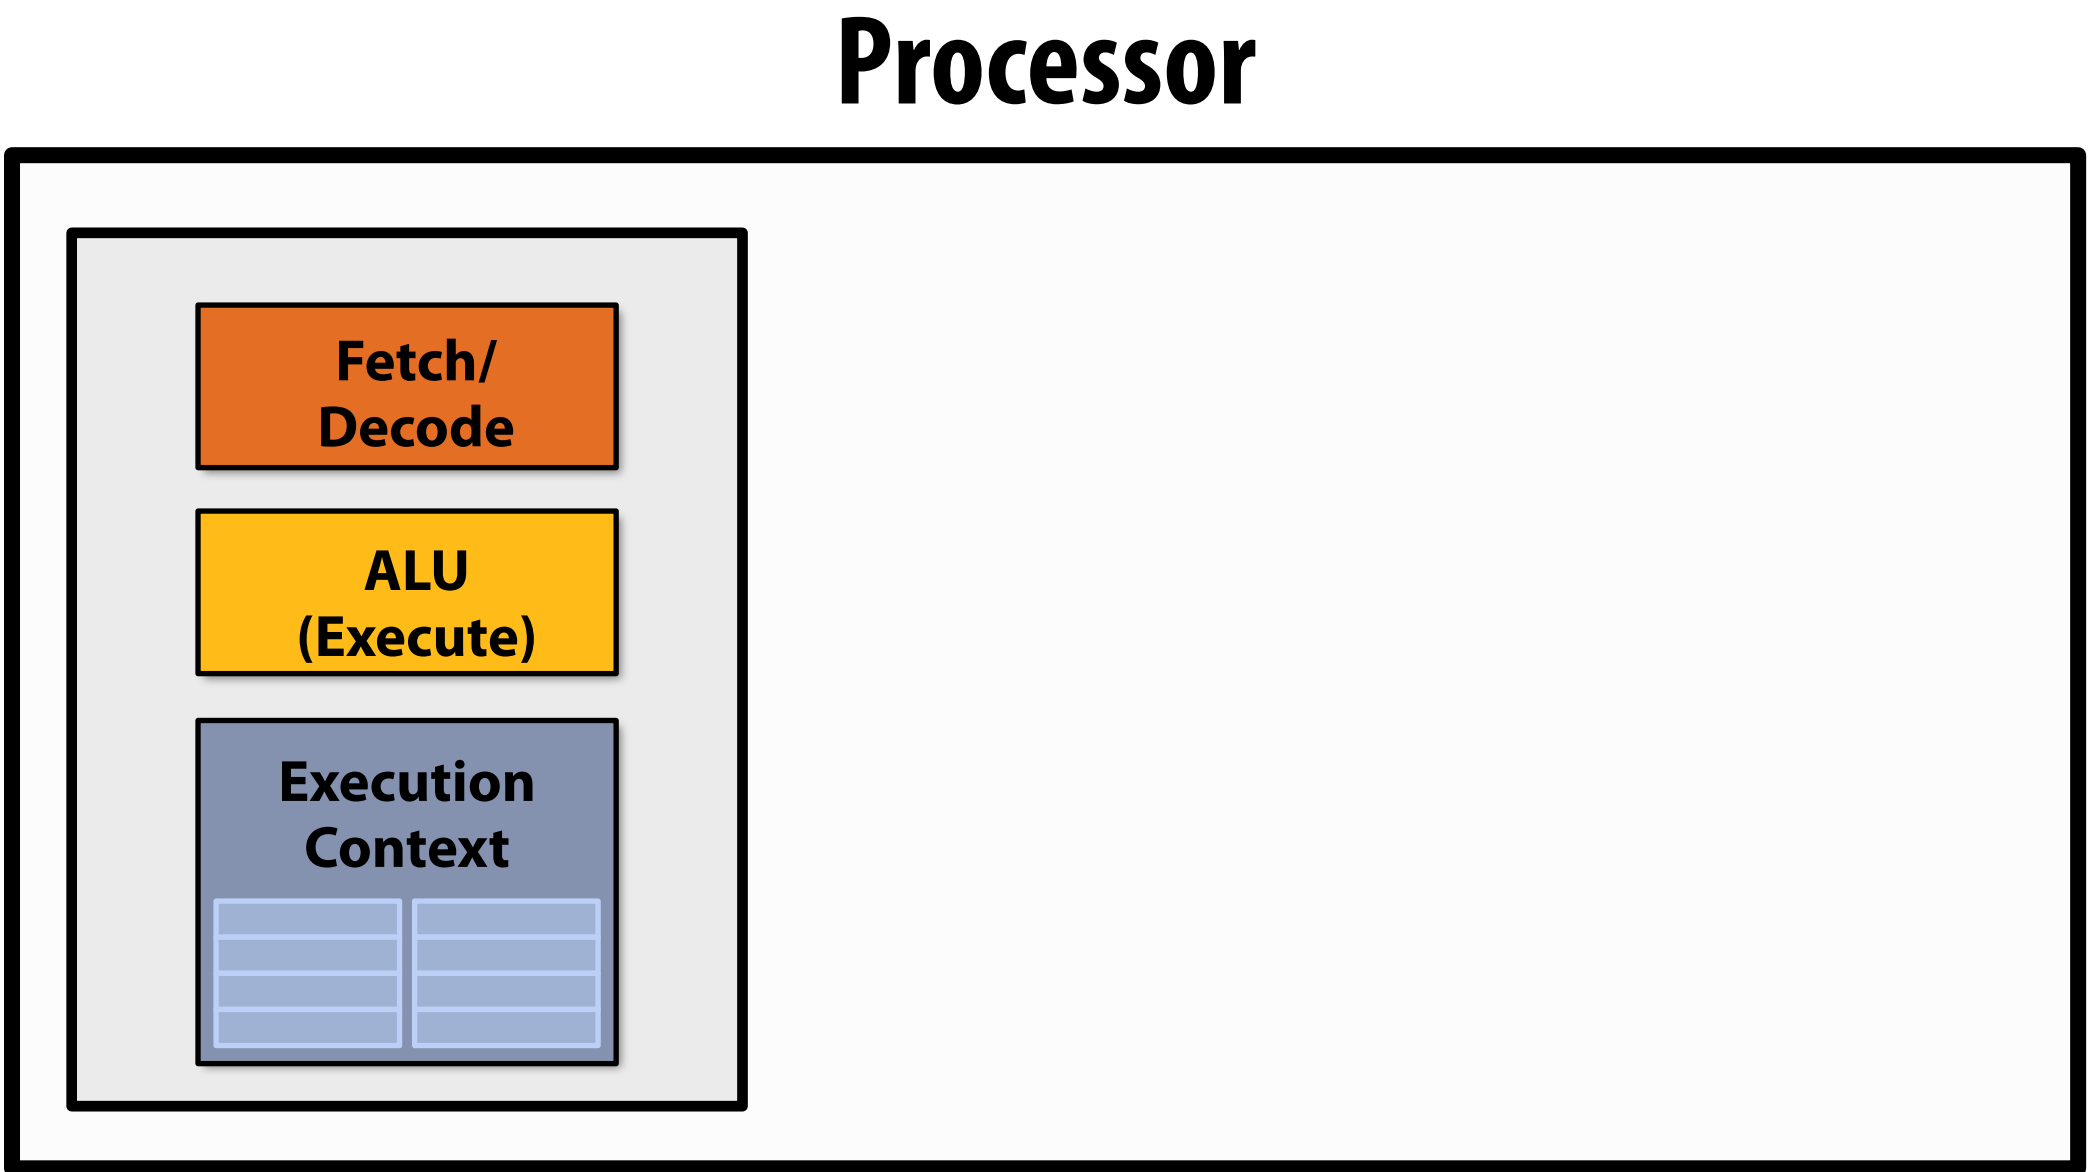 Processor
Fetch/
Decode
ALU
(Execute)
Execution
Context